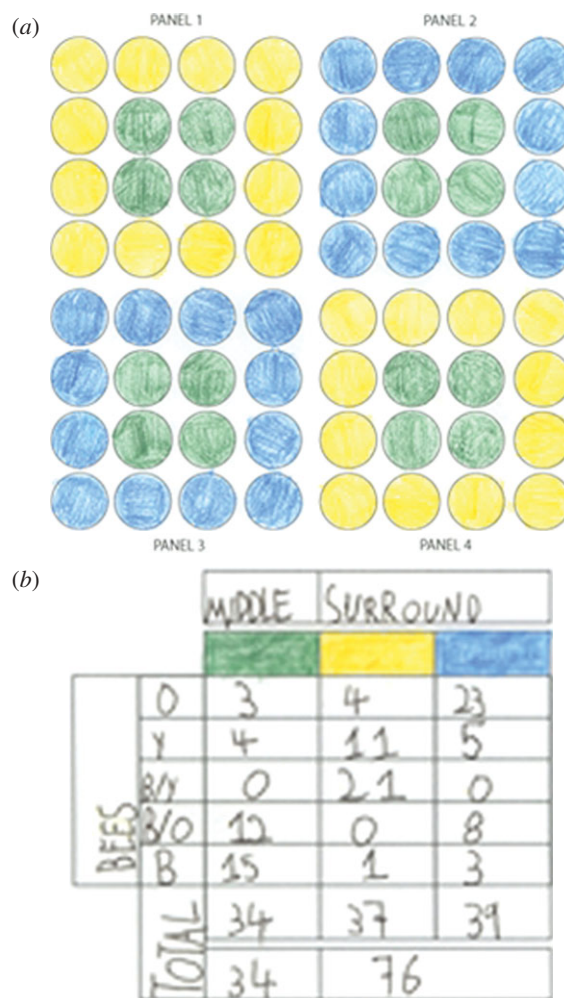 (a)
PANEL 1 PANEL 2
PANEL 3 PANEL 4
(b)
MIDDLE SURROUND
BEES
O 3 4 23
Y 4 11 5
B/Y 0 21 0
B/O 12 0 8
B 15 1 3
TOTAL 34 37 39
34 76